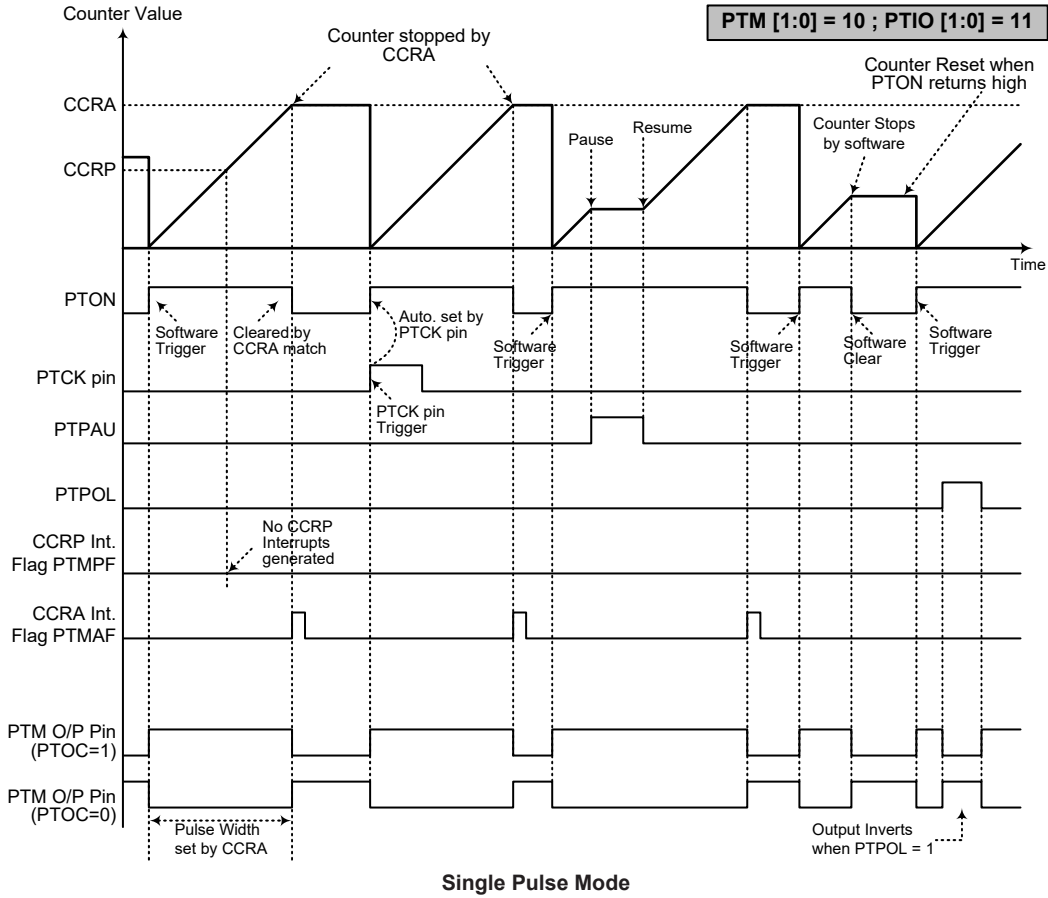 Counter Value
PTM [1:0] = 10 ; PTIO [1:0] = 11
Counter stopped by
CCRA
Counter Reset when
PTON returns high
CCRA
CCRP
Pause
Resume
Counter Stops
by software
Time
PTON
Software
Trigger
Cleared by
CCRA match
Auto. set by
PTCK pin
Software
Trigger
Software
Trigger
Software
Clear
Software
Trigger
PTCK pin
PTCK pin
Trigger
PTPAU
PTPOL
CCRP Int.
Flag PTMPF
No CCRP
Interrupts
generated
CCRA Int.
Flag PTMAF
PTM O/P Pin
(PTOC=1)
PTM O/P Pin
(PTOC=0)
Pulse Width
set by CCRA
Output Inverts
when PTPOL = 1
Single Pulse Mode